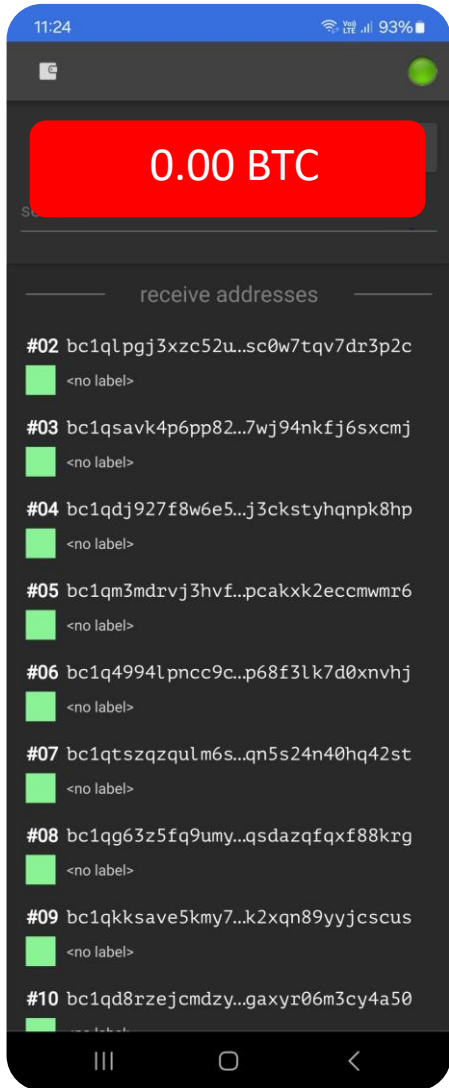 11:24
Vo) LTE 93%
0.00 BTC
receive addresses
#02 bc1qlpgj3xzc52u…sc0w7tqv7dr3p2c
<no label>
#03 bc1qsavk4p6pp82…7wj94nkfj6sxcmj
<no label>
#04 bc1qdj927f8w6e5…j3ckstyhqnpk8hp
<no label>
#05 bc1qm3mdrvj3hvf…pcakxk2eccmwmr6
<no label>
#06 bc1q4994lpncc9c…p68f3lk7d0xnvhj
<no label>
#07 bc1qtszqzqulm6s…qn5s24n40hq42st
<no label>
#08 bc1qg63z5fq9umy…qsdazqfqxf88krg
<no label>
#09 bc1qkksave5kmy7…k2xqn89yyjcscus
<no label>
#10 bc1qd8rzejcmdzy…gaxyr06m3cy4a50